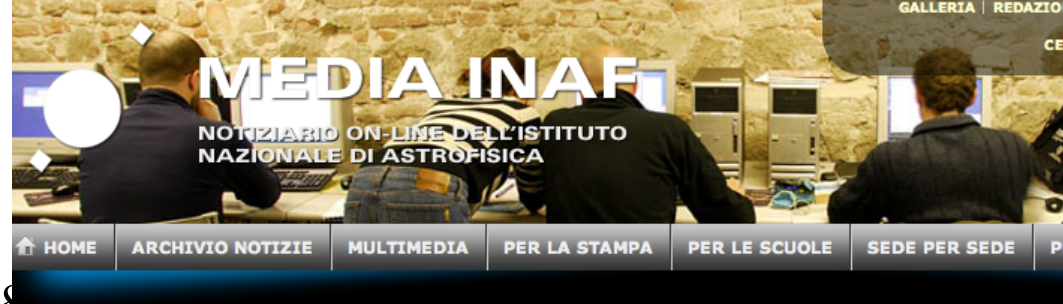 GALLERIA | REDAZIO
CE
MEDIA INAF
NOTIZIARIO ON-LINE DELL'ISTITUTO
NAZIONALE DI ASTROFISICA
HOME ARCHIVIO NOTIZIE MULTIMEDIA PER LA STAMPA PER LE SCUOLE SEDE PER SEDE P